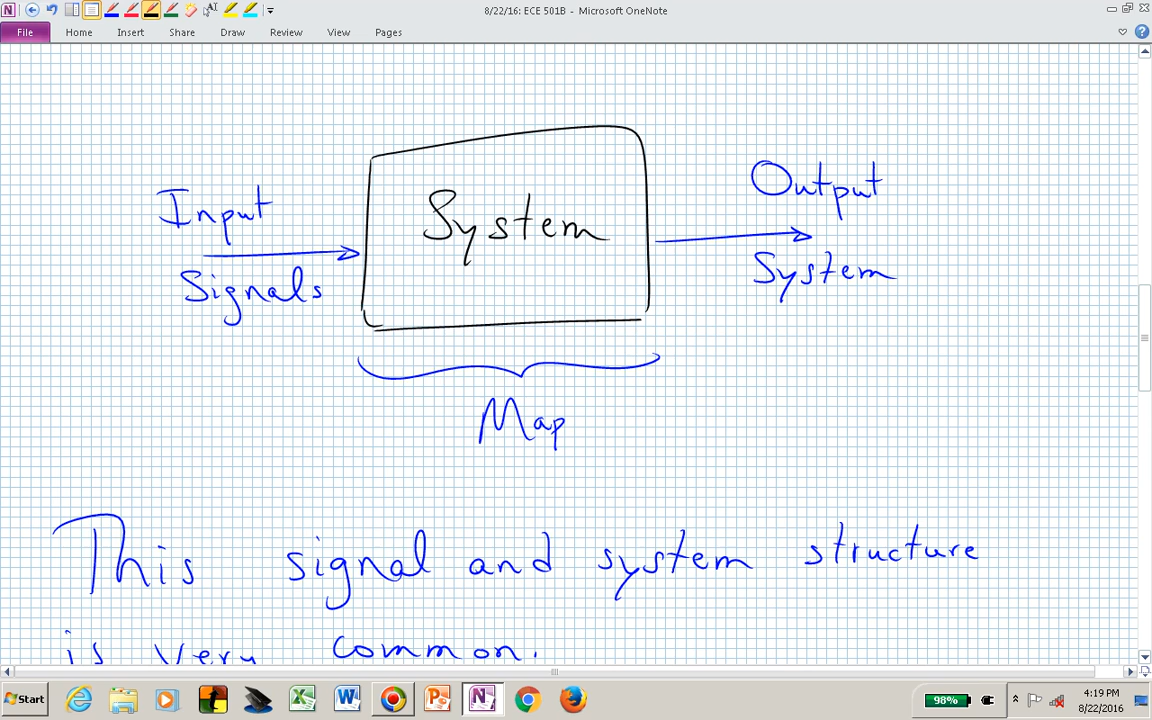 8/22/16: ECE 501B - Microsoft OneNote
File Home Insert Share Draw Review View Pages
Input
Signals
System
Output
System
Map
This signal and system structure
is very common.
Start
98%
4:19 PM
8/22/2016